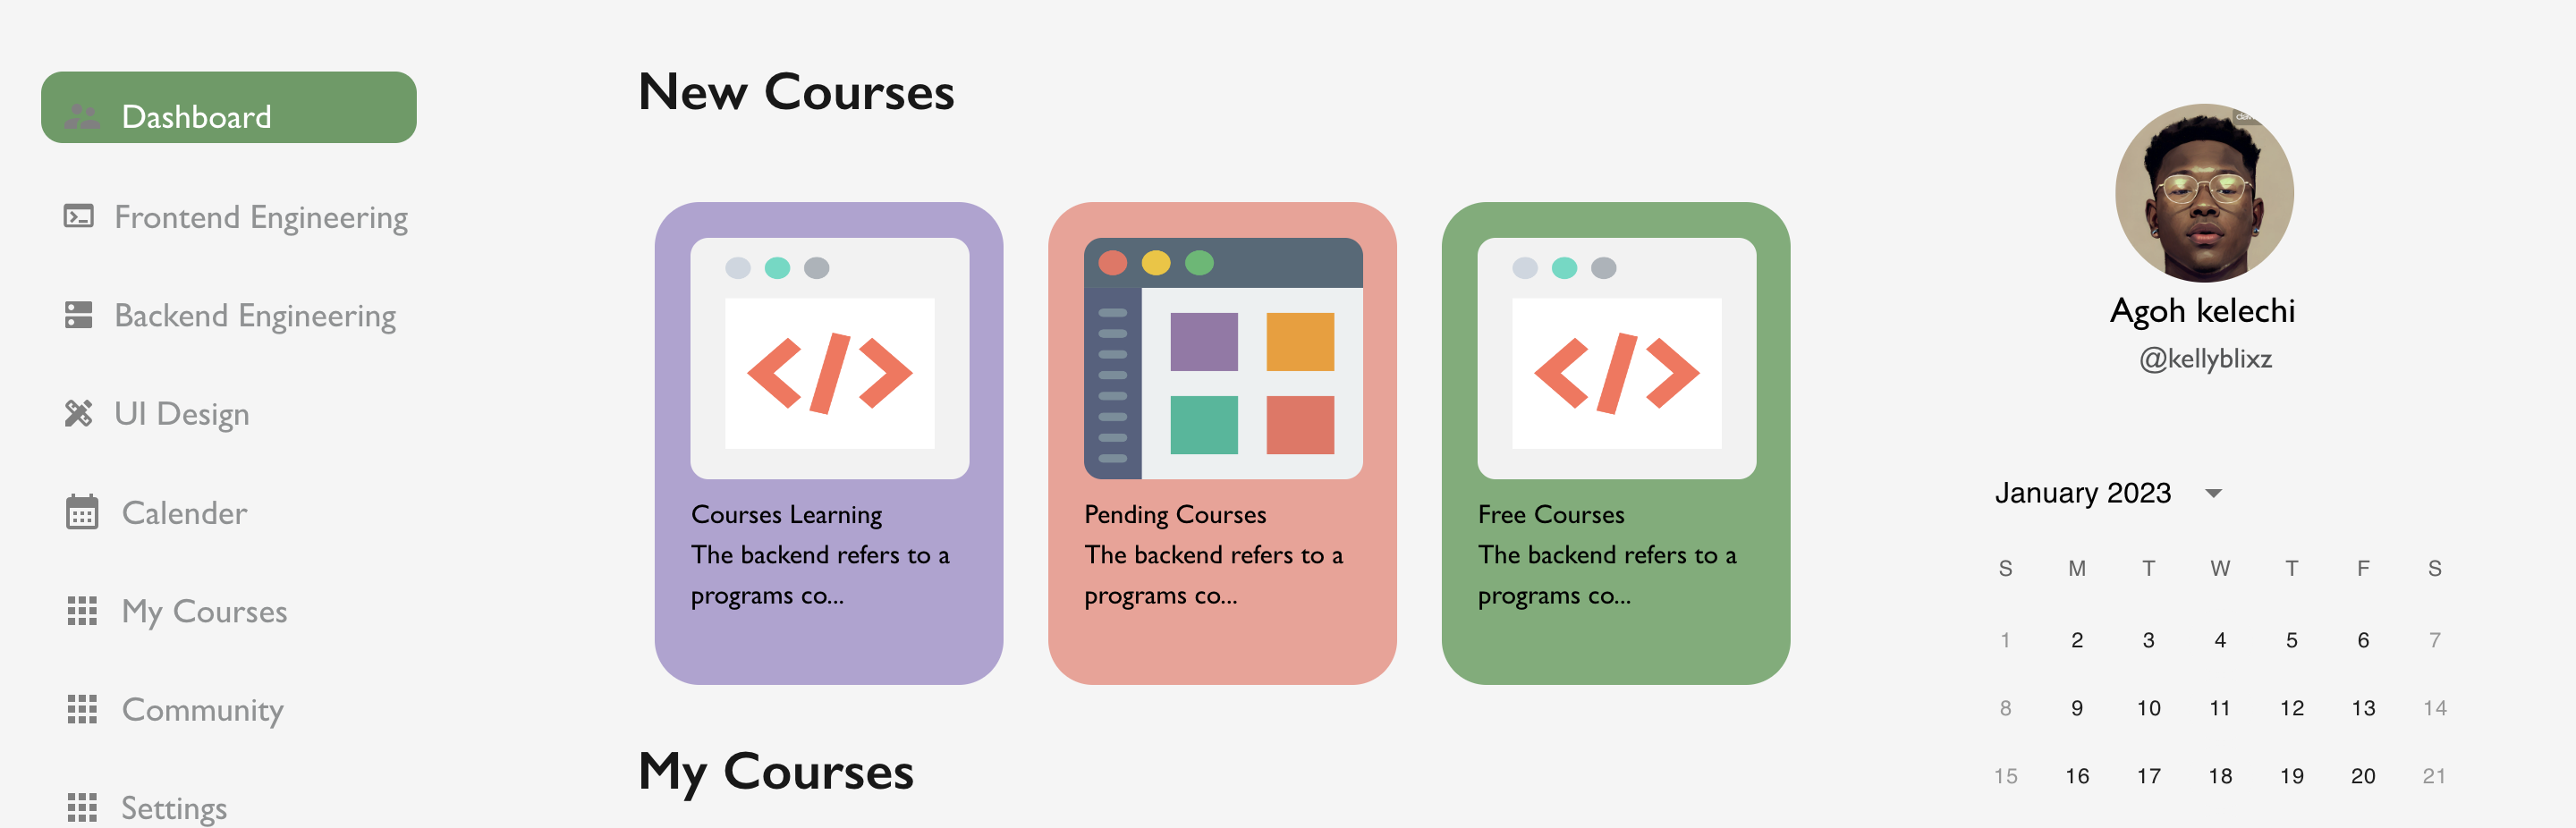 Dashboard
Frontend Engineering
Backend Engineering
UI Design
Calender
My Courses
Community
Settings
New Courses
</>
Courses Learning
The backend refers to a
programs co...
Pending Courses
The backend refers to a
programs co...
</>
Free Courses
The backend refers to a
programs co...
My Courses
Agoh kelechi
@kellyblixz
January 2023
S M T W T F S
1 2 3 4 5 6 7
8 9 10 11 12 13 14
15 16 17 18 19 20 21